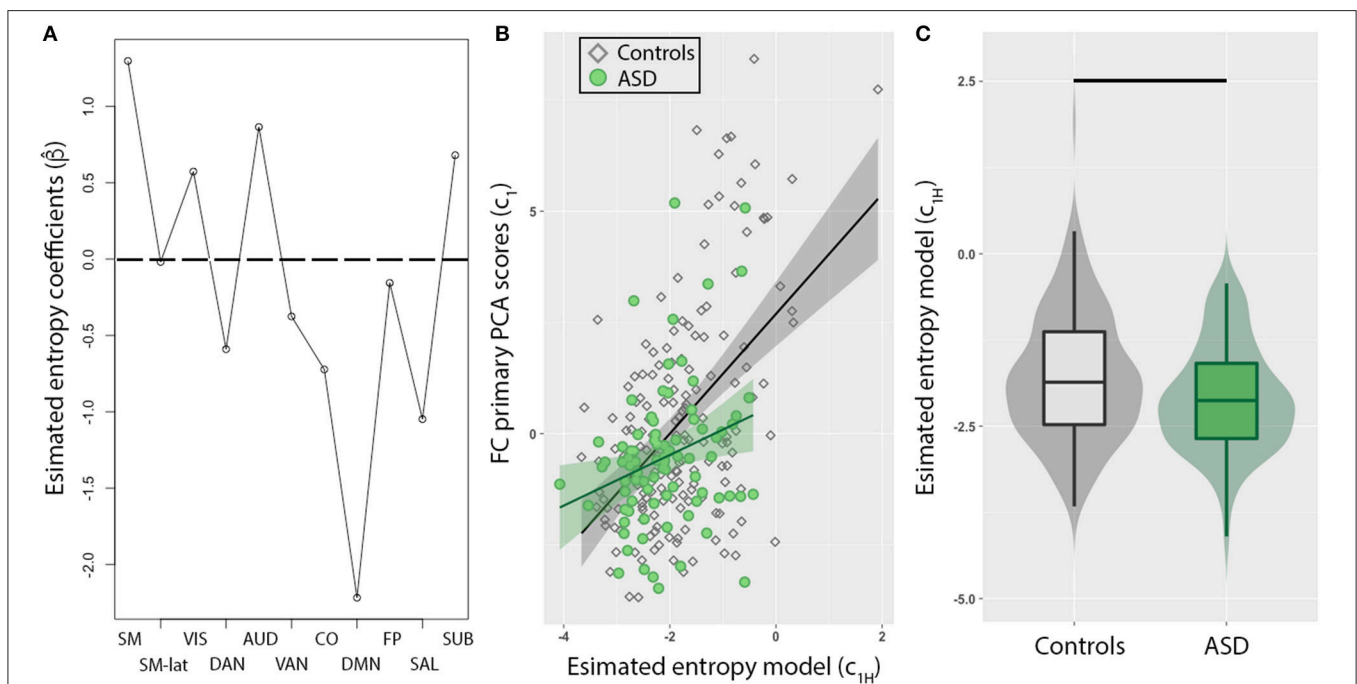 A
Esimated entropy coefficients (β̂)
1.0
0.5
0.0
-0.5
-1.0
-1.5
-2.0
SM
SM-lat
VIS
DAN
AUD
VAN
CO
DMN
FP
SAL
SUB
B
Controls
ASD
FC primary PCA scores (c1)
5
0
-4
-2
0
2
Esimated entropy model (c1H)
C
Esimated entropy model (c1H)
2.5
0.0
-2.5
-5.0
Controls
ASD